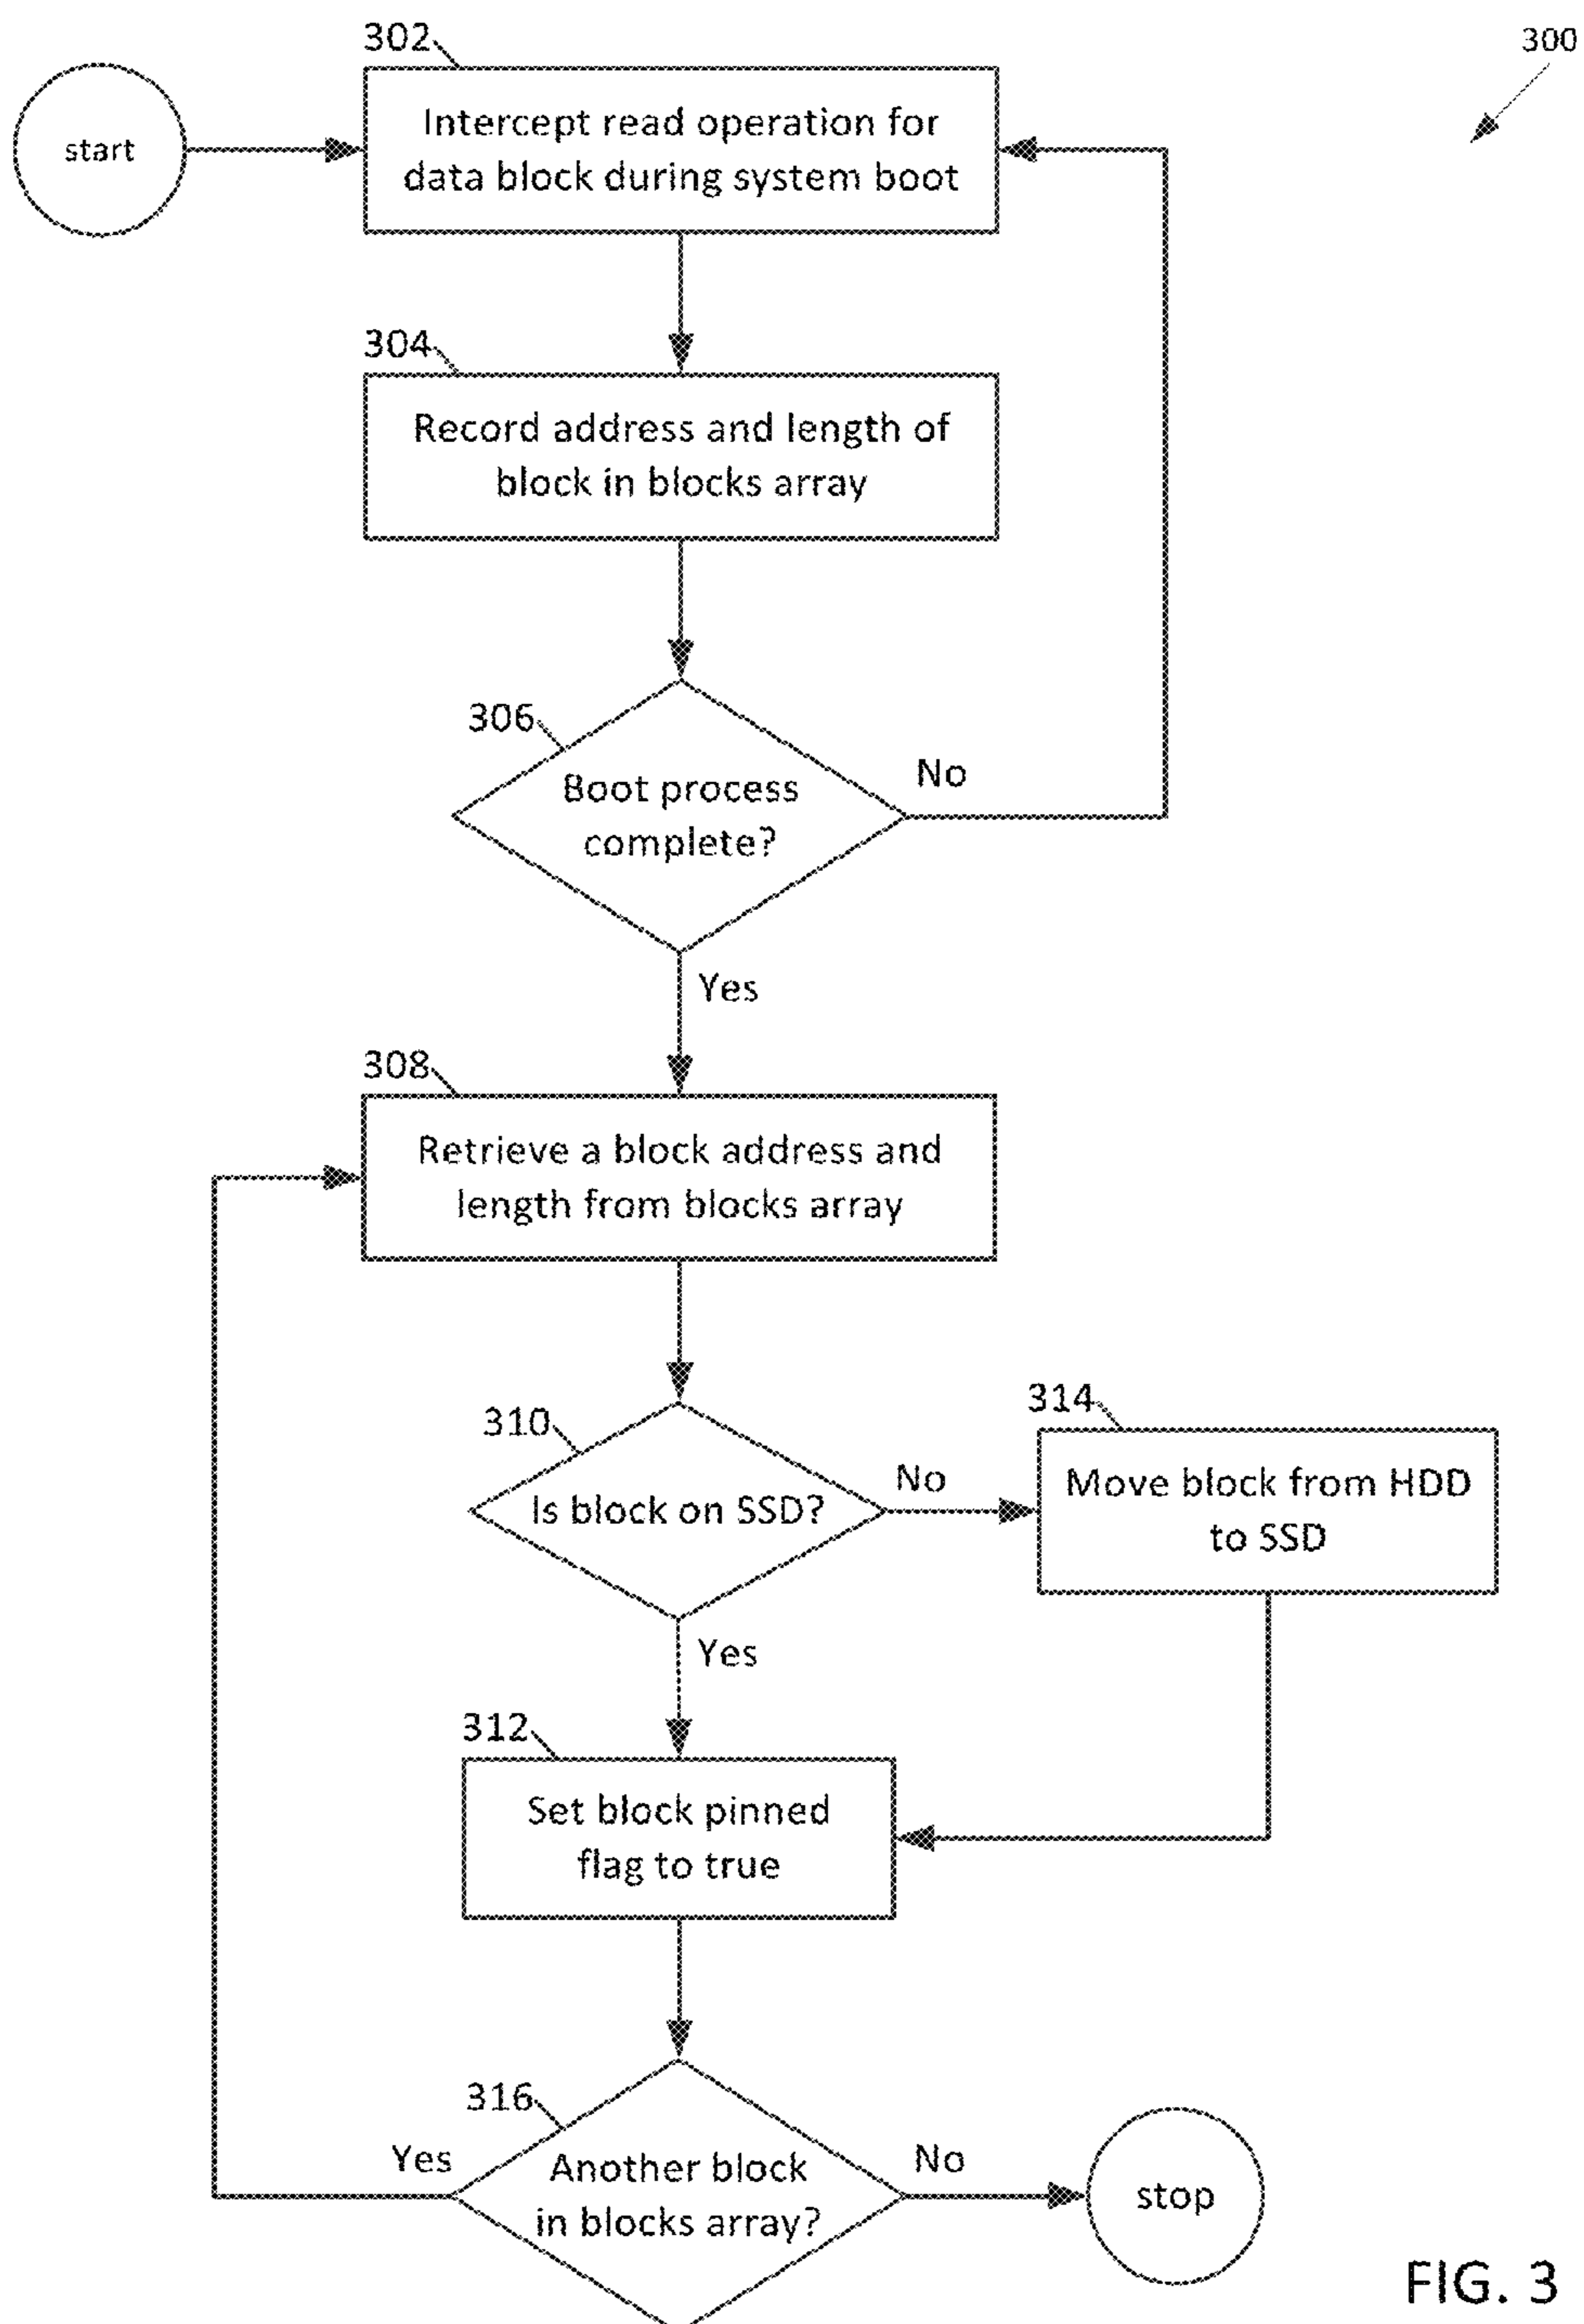 302
300
start
Intercept read operation for
data block during system boot
304
Record address and length of
block in blocks array
306
Boot process
complete?
No
Yes
308
Retrieve a block address and
length from blocks array
310
Is block on SSD?
No
314
Move block from HDD
to SSD
Yes
312
Set block pinned
flag to true
316
Another block
in blocks array?
Yes
No
stop
FIG. 3